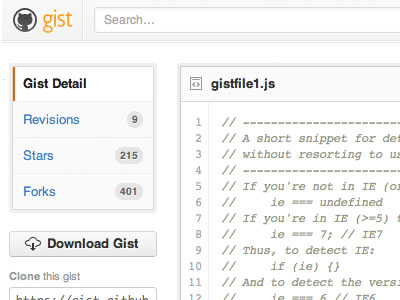 gist
Search...
Gist Detail
Revisions 9
Stars 215
Forks 401
Download Gist
Clone this gist
https://gist.github
gistfile1.js
1 // -----------------------
2 // A short snippet for det
3 // without resorting to us
4 // -----------------------
5 // If you're not in IE (or
6 //     ie === undefined
7 // If you're in IE (>=5) t
8 //     ie === 7; // IE7
9 // Thus, to detect IE:
10 //     if (ie) {}
11 // And to detect the versi
12 //     ie === 6 // IE6